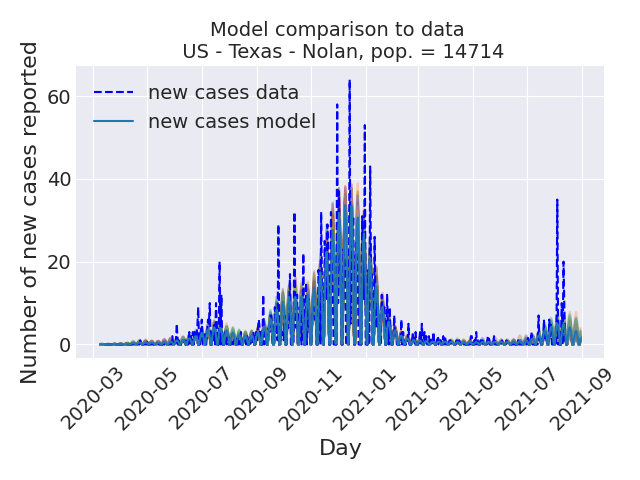 Model comparison to data
US - Texas - Nolan, pop. = 14714
Number of new cases reported
new cases data
new cases model
60
40
20
0
2020-03
2020-05
2020-07
2020-09
2020-11
2021-01
2021-03
2021-05
2021-07
2021-09
Day